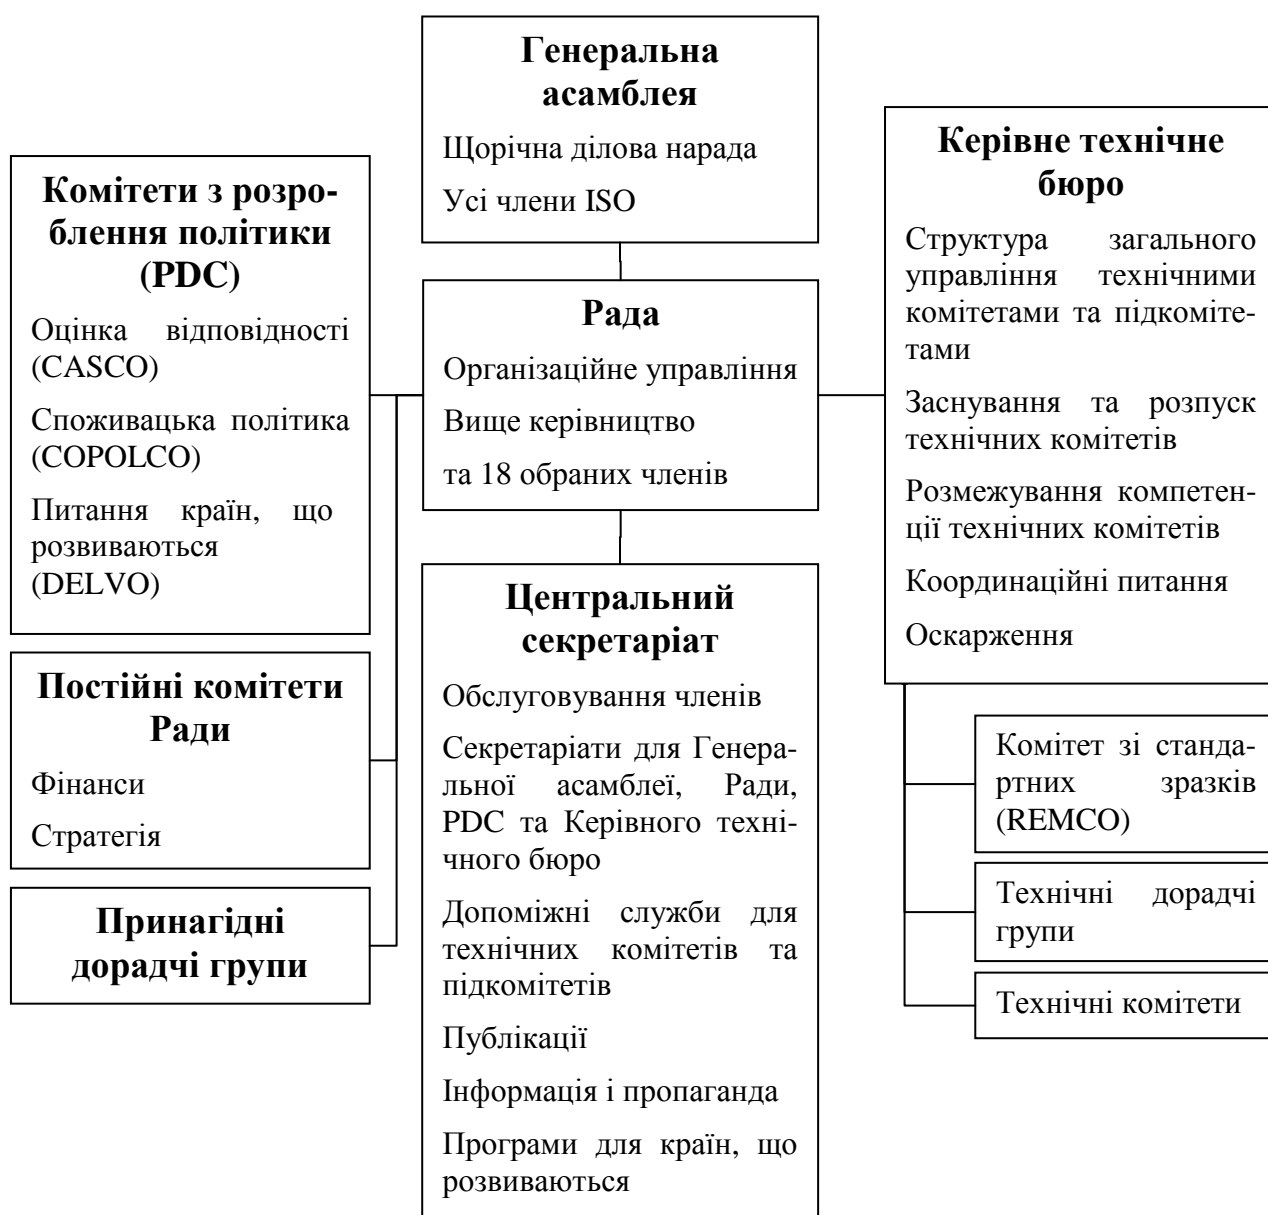 Генеральна
асамблея
Щорічна ділова нарада
Усі члени ISO
Комітети з розро-
блення політики
(PDC)
Оцінка відповідності
(CASCO)
Споживацька політика
(COPOLCO)
Питання країн, що
розвиваються
(DELVO)
Рада
Організаційне управління
Вище керівництво
та 18 обраних членів
Керівне технічне
бюро
Структура загального
управління технічними
комітетами та підкоміте-
тами
Заснування та розпуск
технічних комітетів
Розмежування компетен-
ції технічних комітетів
Координаційні питання
Оскарження
Постійні комітети
Ради
Фінанси
Стратегія
Принагідні
дорадчі групи
Центральний
секретаріат
Обслуговування членів
Секретаріати для Генера-
льної асамблеї, Ради,
PDC та Керівного техні-
чного бюро
Допоміжні служби для
технічних комітетів та
підкомітетів
Публікації
Інформація і пропаганда
Програми для країн, що
розвиваються
Комітет зі станда-
ртних зразків
(REMCO)
Технічні дорадчі
групи
Технічні комітети